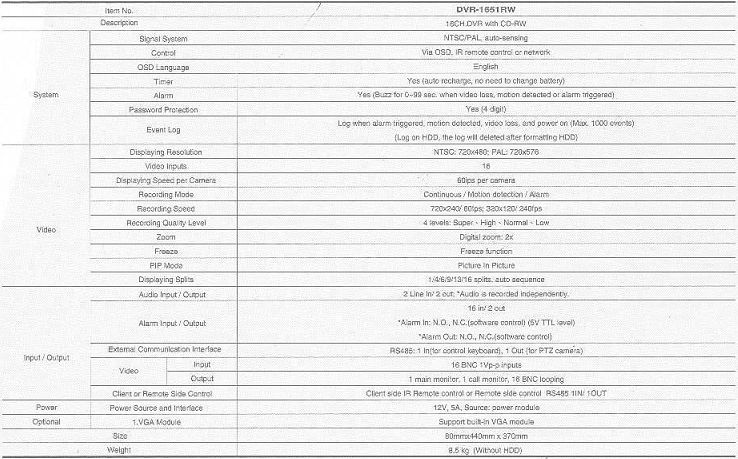 Item No. DVR-1651RW
Description 16CH DVR with CD-RW
System
Signal System NTSC/PAL, auto-sensing
Control Via OSD, IR remote control or network
OSD Language English
Timer Yes (auto recharge, no need to change battery)
Alarm Yes (Buzz for 0~99 sec. when video loss, motion detected or alarm triggered)
Password Protection Yes (4 digit)
Event Log Log when alarm triggered, motion detected, video loss, and power on (Max. 1000 events)
(Log on HDD, the log will deleted after formatting HDD)
Video
Displaying Resolution NTSC: 720x480; PAL: 720x576
Video Inputs 16
Displaying Speed per Camera 60ips per camera
Recording Mode Continuous / Motion detection / Alarm
Recording Speed 720x240/ 60fps; 320x120/ 240fps
Recording Quality Level 4 levels: Super、High、Normal、Low
Zoom Digital zoom: 2x
Freeze Freeze function
PIP Mode Picture In Picture
Displaying Splits 1/4/6/9/13/16 splits, auto sequence
Input / Output
Audio Input / Output 2 Line in/ 2 out; *Audio is recorded independently.
Alarm Input / Output 16 in/ 2 out
*Alarm In: N.O., N.C.(software control) (5V TTL level)
*Alarm Out: N.O., N.C.(software control)
External Communication Interface RS485: 1 In(for control keyboard), 1 Out (for PTZ camera)
Video Input 16 BNC 1Vp-p inputs
Output 1 main monitor, 1 call monitor, 16 BNC looping
Client or Remote Side Control Client side IR Remote control or Remote side control RS485 1IN/ 1OUT
Power Power Source and Interface 12V, 5A, Source: power module
Optional 1.VGA Module Support built-in VGA module
Size 80mmx440mm x 370mm
Weight 8.5 kg (Without HDD)